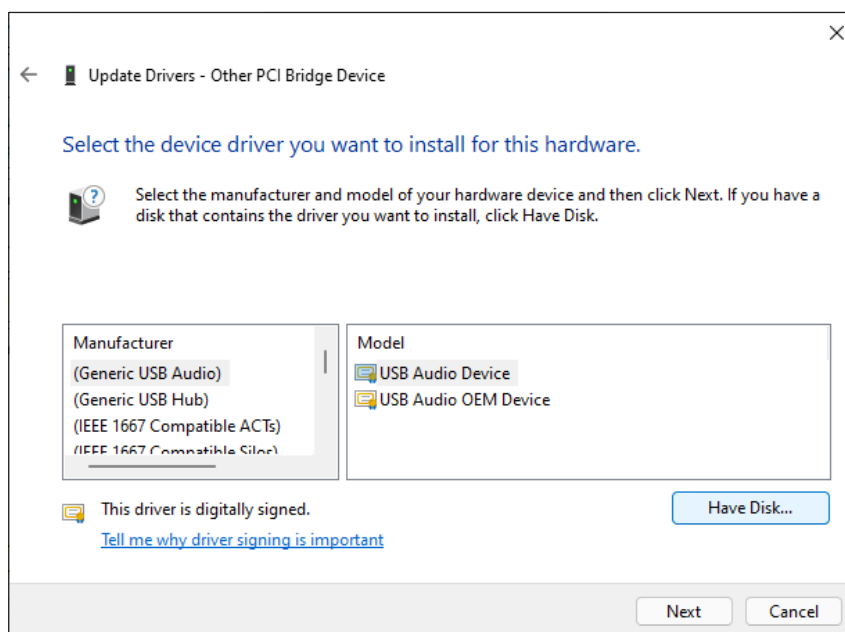 Update Drivers - Other PCI Bridge Device
Select the device driver you want to install for this hardware.
Select the manufacturer and model of your hardware device and then click Next. If you have a
disk that contains the driver you want to install, click Have Disk.
Manufacturer
(Generic USB Audio)
(Generic USB Hub)
(IEEE 1667 Compatible ACTs)
(IEEE 1667 Compatible Silos)
Model
USB Audio Device
USB Audio OEM Device
This driver is digitally signed.
Have Disk...
Tell me why driver signing is important
Next
Cancel